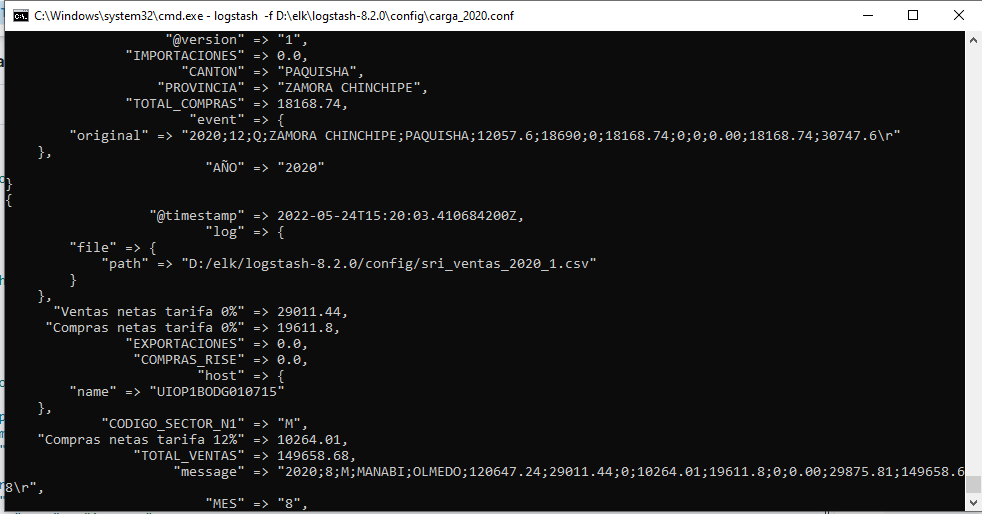 C:\Windows\system32\cmd.exe - logstash -f D:\elk\logstash-8.2.0\config\carga_2020.conf
"@version" => "1",
"IMPORTACIONES" => 0.0,
"CANTON" => "PAQUISHA",
"PROVINCIA" => "ZAMORA CHINCHIPE",
"TOTAL_COMPRAS" => 18168.74,
"event" => {
"original" => "2020;12;Q;ZAMORA CHINCHIPE;PAQUISHA;12057.6;18690;0;18168.74;0;0;0.00;18168.74;30747.6\r"
},
"AÑO" => "2020"
}
{
"@timestamp" => 2022-05-24T15:20:03.410684200Z,
"log" => {
"file" => {
"path" => "D:/elk/logstash-8.2.0/config/sri_ventas_2020_1.csv"
}
},
"Ventas netas tarifa 0%" => 29011.44,
"Compras netas tarifa 0%" => 19611.8,
"EXPORTACIONES" => 0.0,
"COMPRAS_RISE" => 0.0,
"host" => {
"name" => "UIOP1BODG010715"
},
"CODIGO_SECTOR_N1" => "M",
"Compras netas tarifa 12%" => 10264.01,
"TOTAL_VENTAS" => 149658.68,
"message" => "2020;8;M;MANABI;OLMEDO;120647.24;29011.44;0;10264.01;19611.8;0;0.00;29875.81;149658.6
8\r",
"MES" => "8",